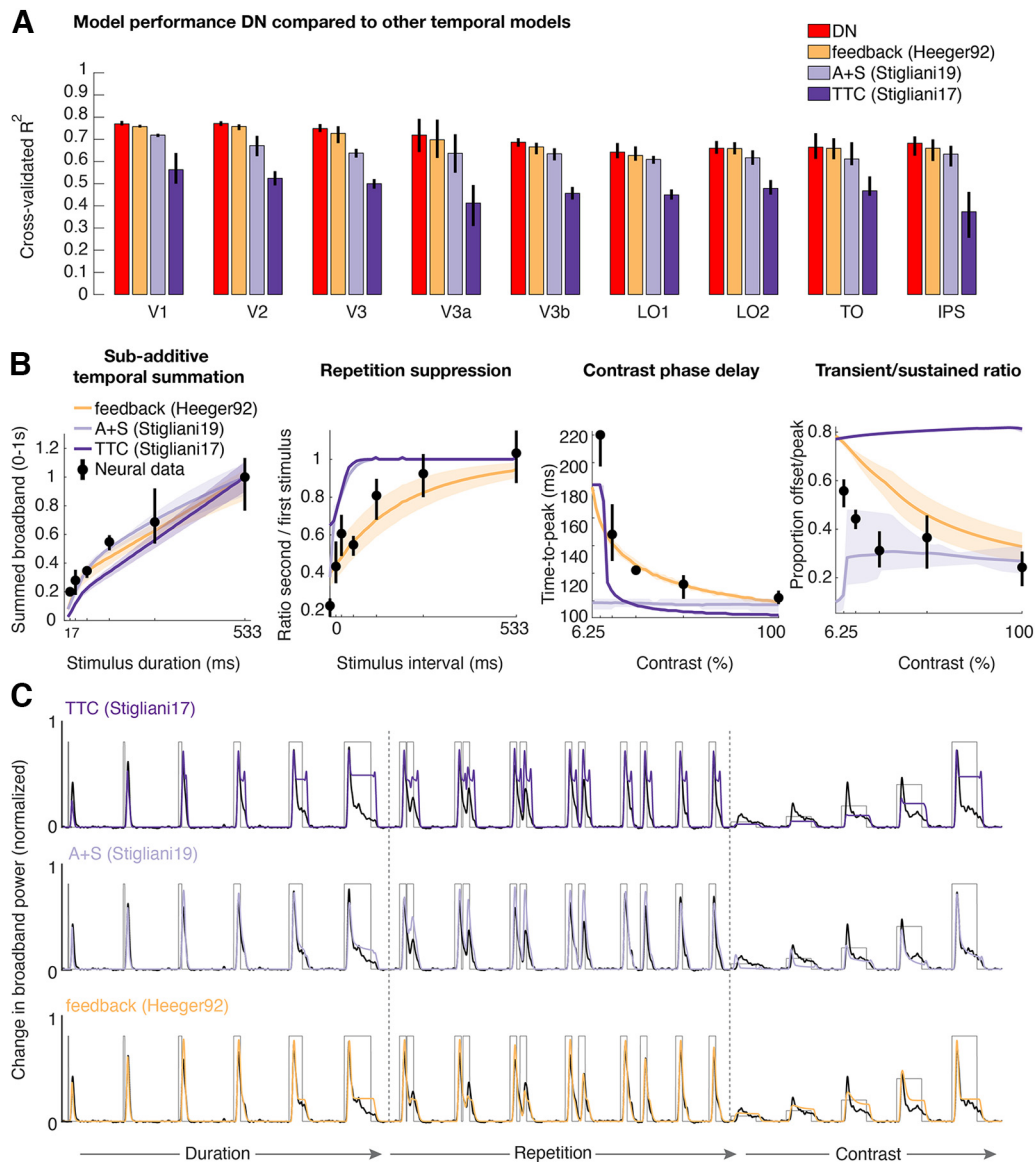 A
Model performance DN compared to other temporal models
DN
feedback (Heeger92)
A+S (Stigliani19)
TTC (Stigliani17)
Cross-validated R²
1
0.9
0.8
0.7
0.6
0.5
0.4
0.3
0.2
0.1
0
V1 V2 V3 V3a V3b LO1 LO2 TO IPS
B
Sub-additive
temporal summation
feedback (Heeger92)
A+S (Stigliani19)
TTC (Stigliani17)
Neural data
Summed broadband (0-1s)
1.2
1
0.8
0.6
0.4
0.2
0
17 533
Stimulus duration (ms)
Repetition suppression
Ratio second / first stimulus
1
0.8
0.6
0.4
0.2
0 533
Stimulus interval (ms)
Contrast phase delay
Time-to-peak (ms)
220
200
180
160
140
120
100
6.25 100
Contrast (%)
Transient/sustained ratio
Proportion offset/peak
0.8
0.6
0.4
0.2
6.25 100
Contrast (%)
C
Change in broadband power (normalized)
TTC (Stigliani17)
1
0
A+S (Stigliani19)
1
0
feedback (Heeger92)
1
0
Duration Repetition Contrast